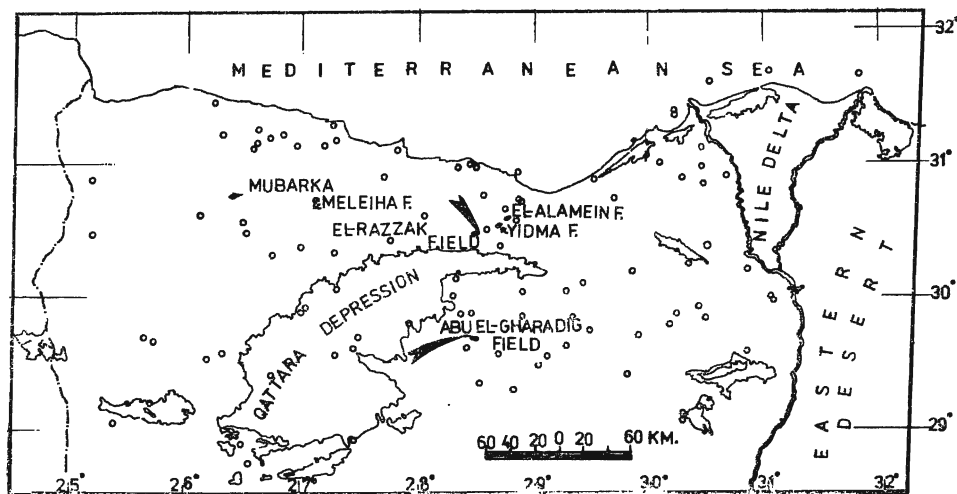 32°
MEDITERRANEAN SEA
8
31°
MUBARKA
MELEIHA F.
EL-ALAMEIN F.
EL-RAZZAK FIELD
YIDMA F.
NILE DELTA
30°
QATTARA DEPRESSION
ABU EL-GHARADIG
FIELD
EASTERN
DESERT
29°
60 40 20 0 20 60 KM.
25° 26° 27° 28° 29° 30° 31° 32°